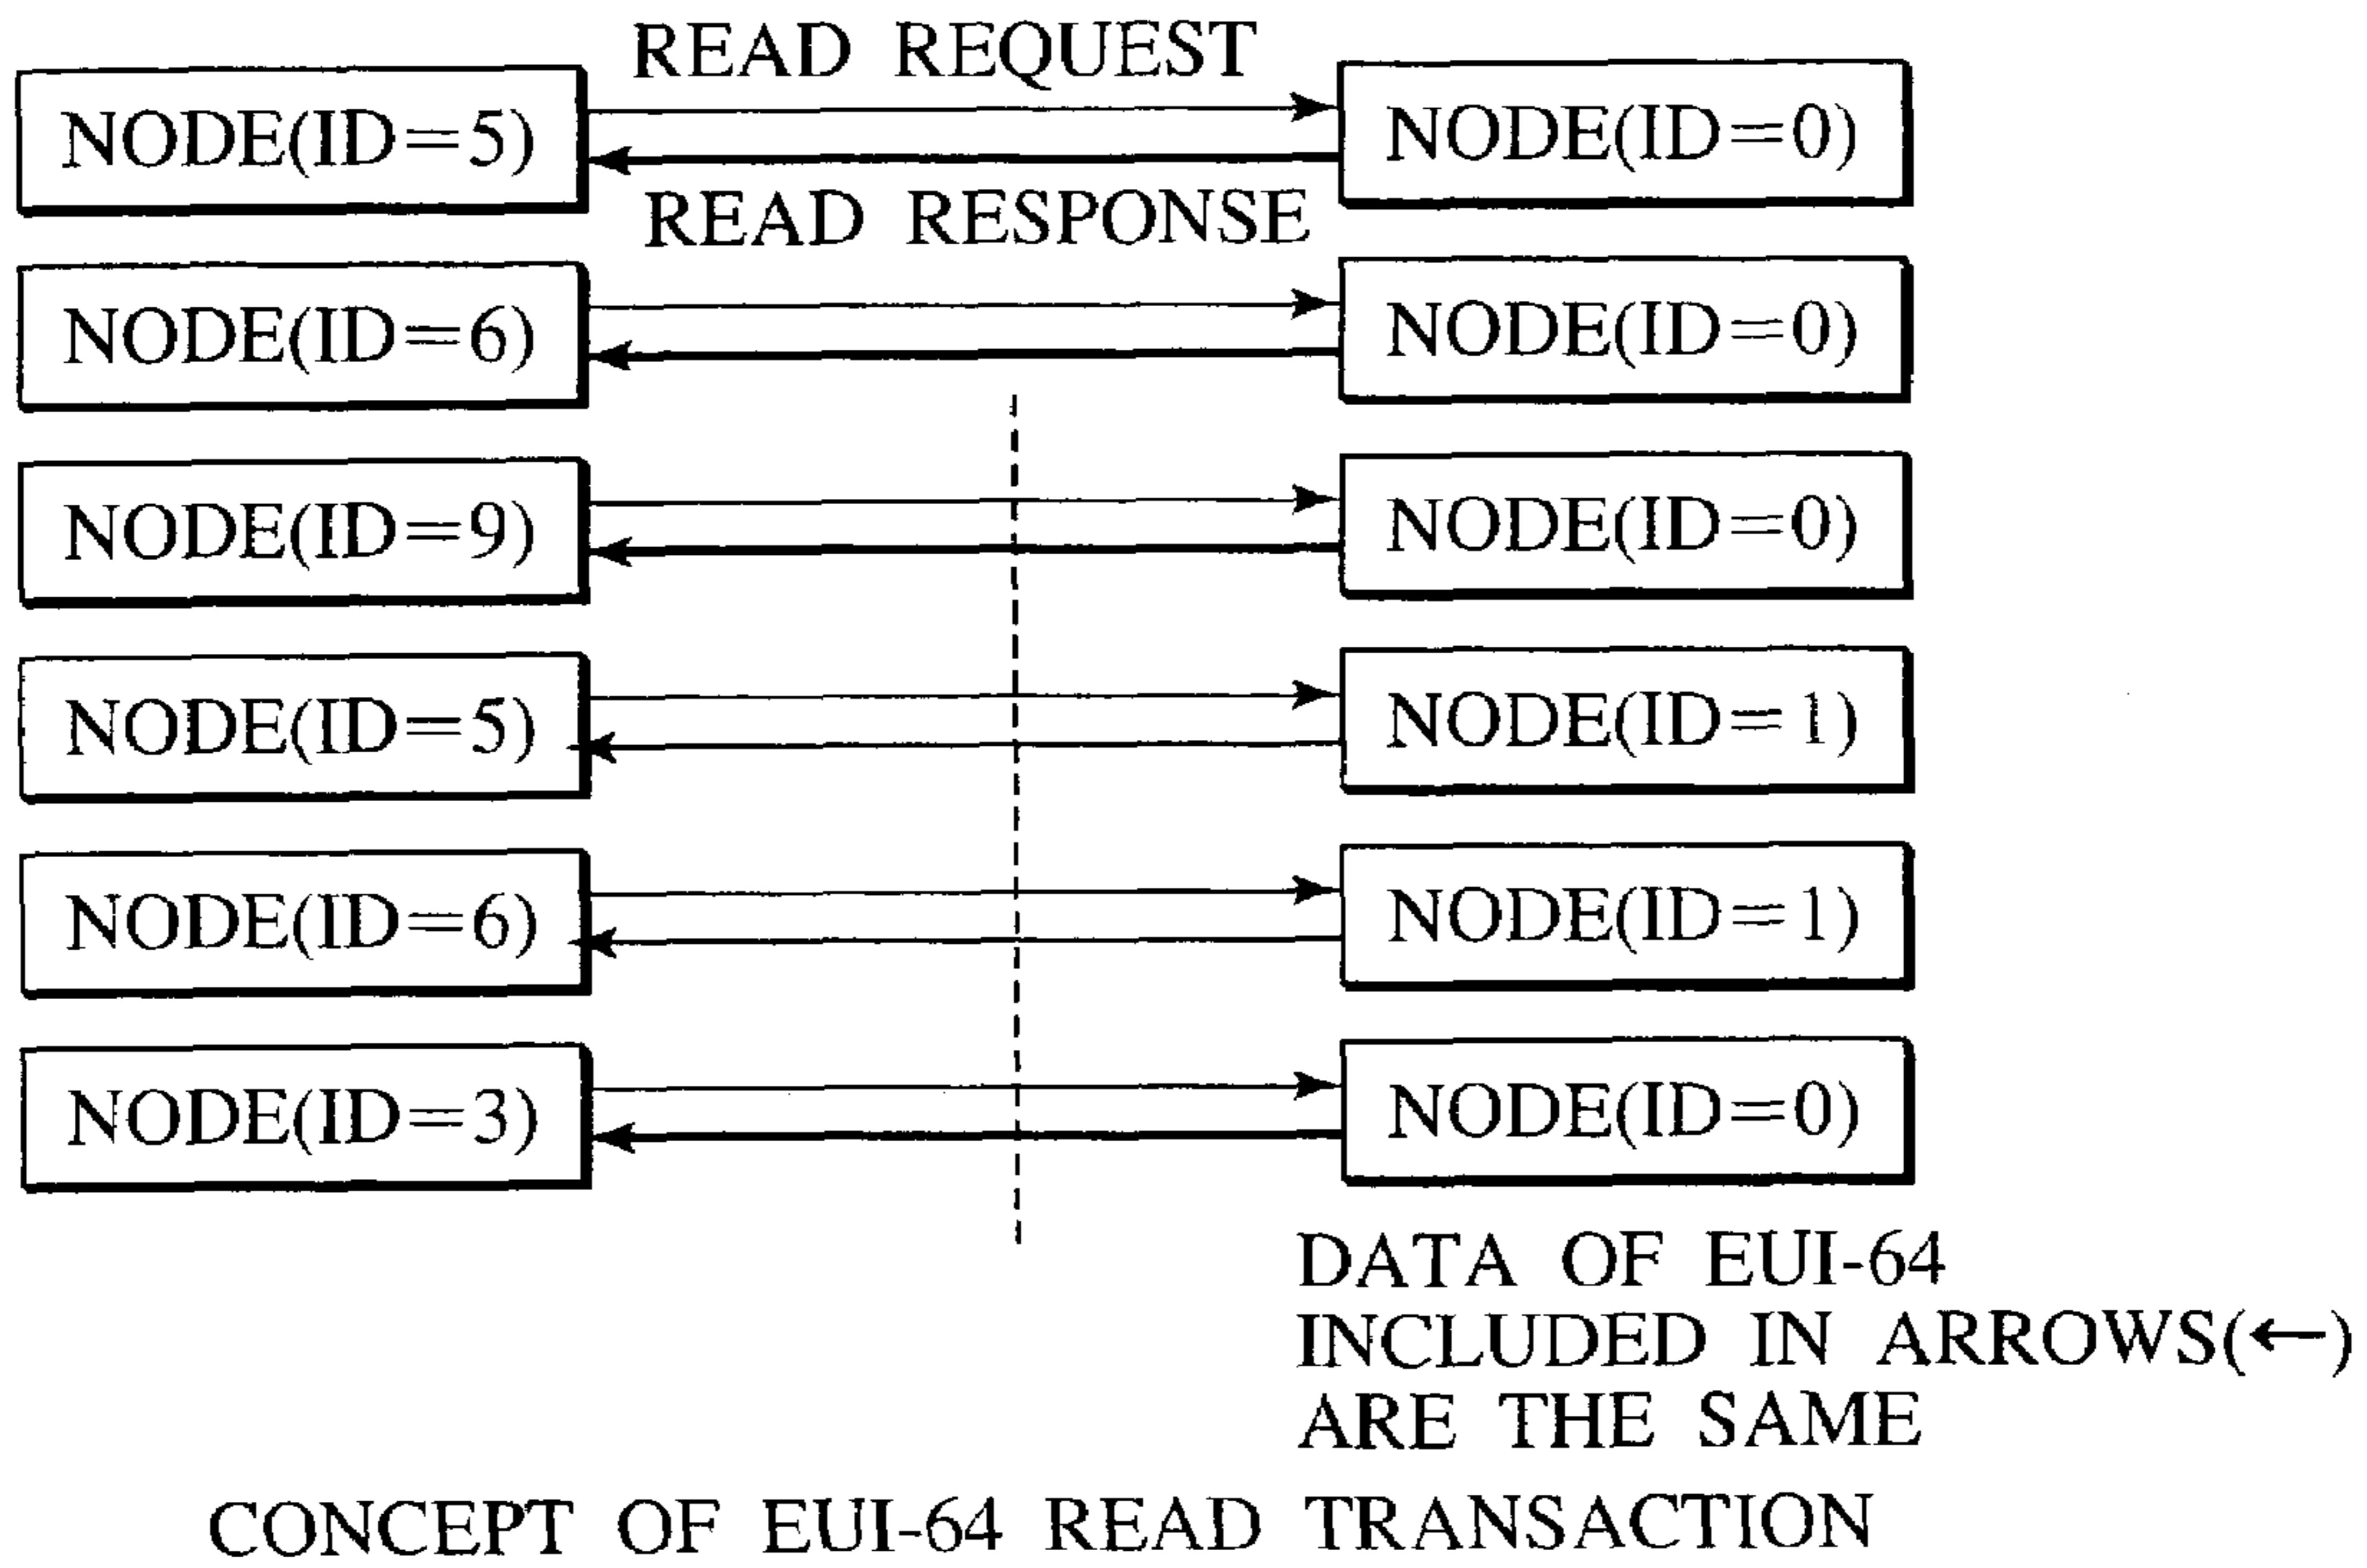 READ REQUEST
NODE(ID=5) NODE(ID=0)
READ RESPONSE
NODE(ID=6) NODE(ID=0)
NODE(ID=9) NODE(ID=0)
NODE(ID=5) NODE(ID=1)
NODE(ID=6) NODE(ID=1)
NODE(ID=3) NODE(ID=0)
DATA OF EUI-64
INCLUDED IN ARROWS(←)
ARE THE SAME
CONCEPT OF EUI-64 READ TRANSACTION